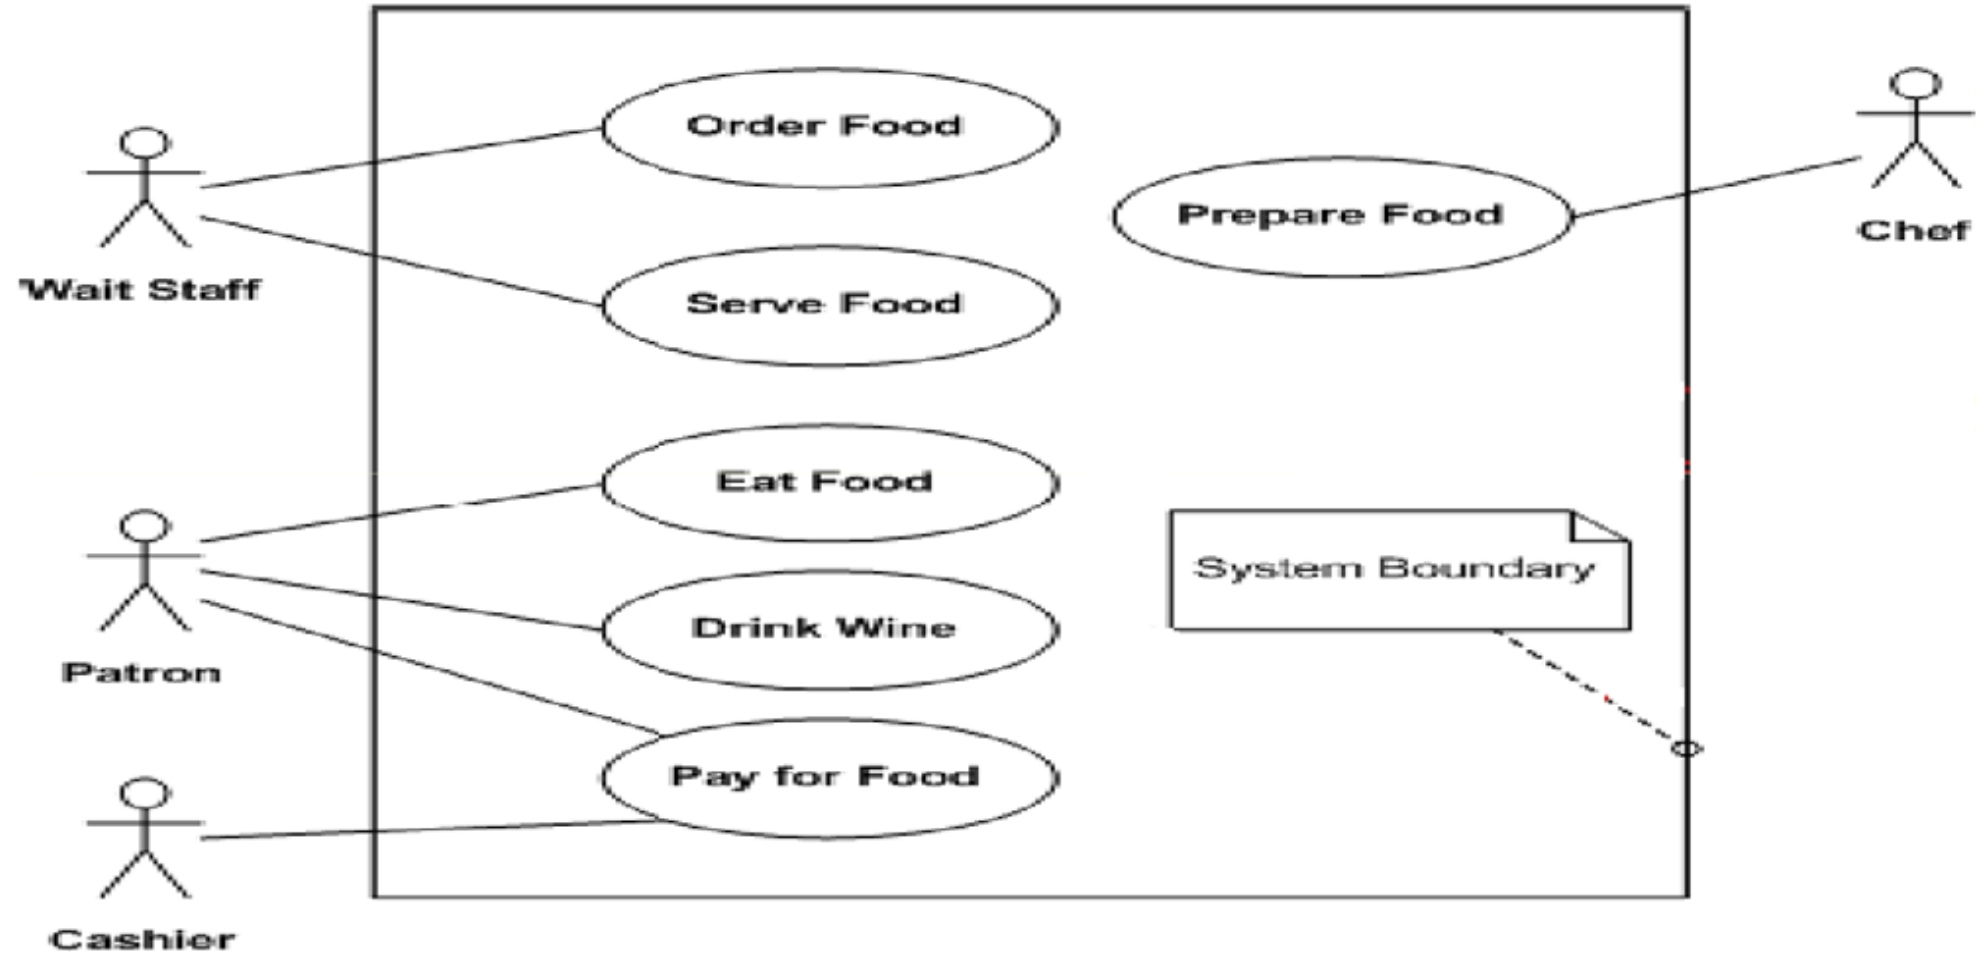 Order Food
Prepare Food
Chef
Wait Staff
Serve Food
Eat Food
System Boundary
Drink Wine
Patron
Pay for Food
Cashier